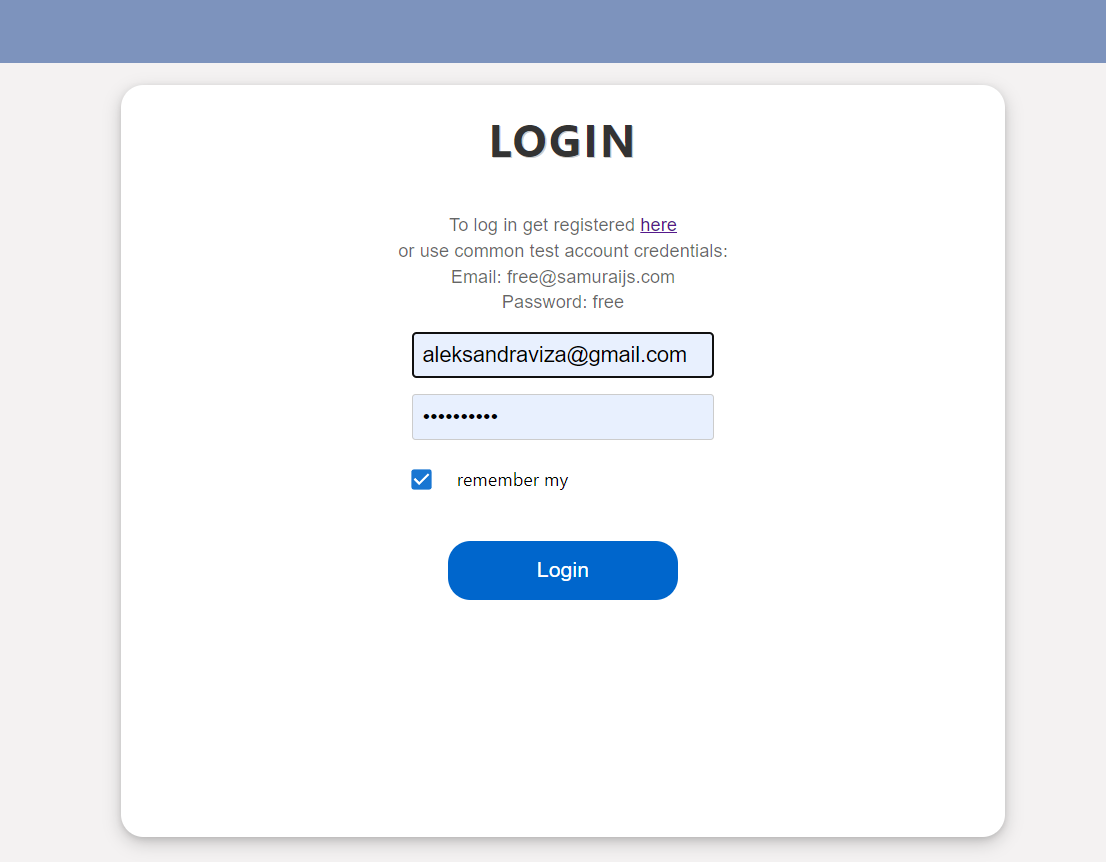 LOGIN
To log in get registered here
or use common test account credentials:
Email: free@samuraijs.com
Password: free
aleksandraviza@gmail.com
••••••••••
remember my
Login